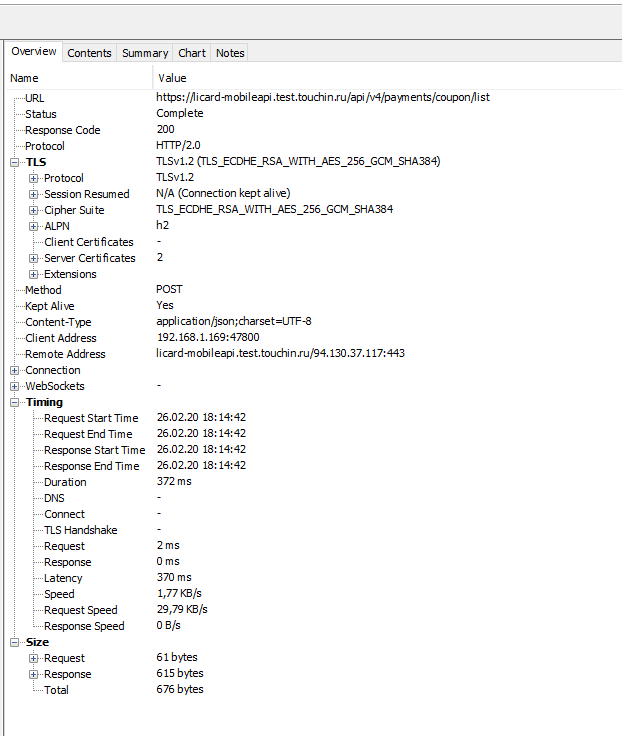 Overview Contents Summary Chart Notes
Name Value
URL https://licard-mobileapi.test.touchin.ru/api/v4/payments/coupon/list
Status Complete
Response Code 200
Protocol HTTP/2.0
TLS TLSv1.2 (TLS_ECDHE_RSA_WITH_AES_256_GCM_SHA384)
Protocol TLSv1.2
Session Resumed N/A (Connection kept alive)
Cipher Suite TLS_ECDHE_RSA_WITH_AES_256_GCM_SHA384
ALPN h2
Client Certificates -
Server Certificates 2
Extensions
Method POST
Kept Alive Yes
Content-Type application/json;charset=UTF-8
Client Address 192.168.1.169:47800
Remote Address licard-mobileapi.test.touchin.ru/94.130.37.117:443
Connection
WebSockets -
Timing
Request Start Time 26.02.20 18:14:42
Request End Time 26.02.20 18:14:42
Response Start Time 26.02.20 18:14:42
Response End Time 26.02.20 18:14:42
Duration 372 ms
DNS -
Connect -
TLS Handshake -
Request 2 ms
Response 0 ms
Latency 370 ms
Speed 1,77 KB/s
Request Speed 29,79 KB/s
Response Speed 0 B/s
Size
Request 61 bytes
Response 615 bytes
Total 676 bytes